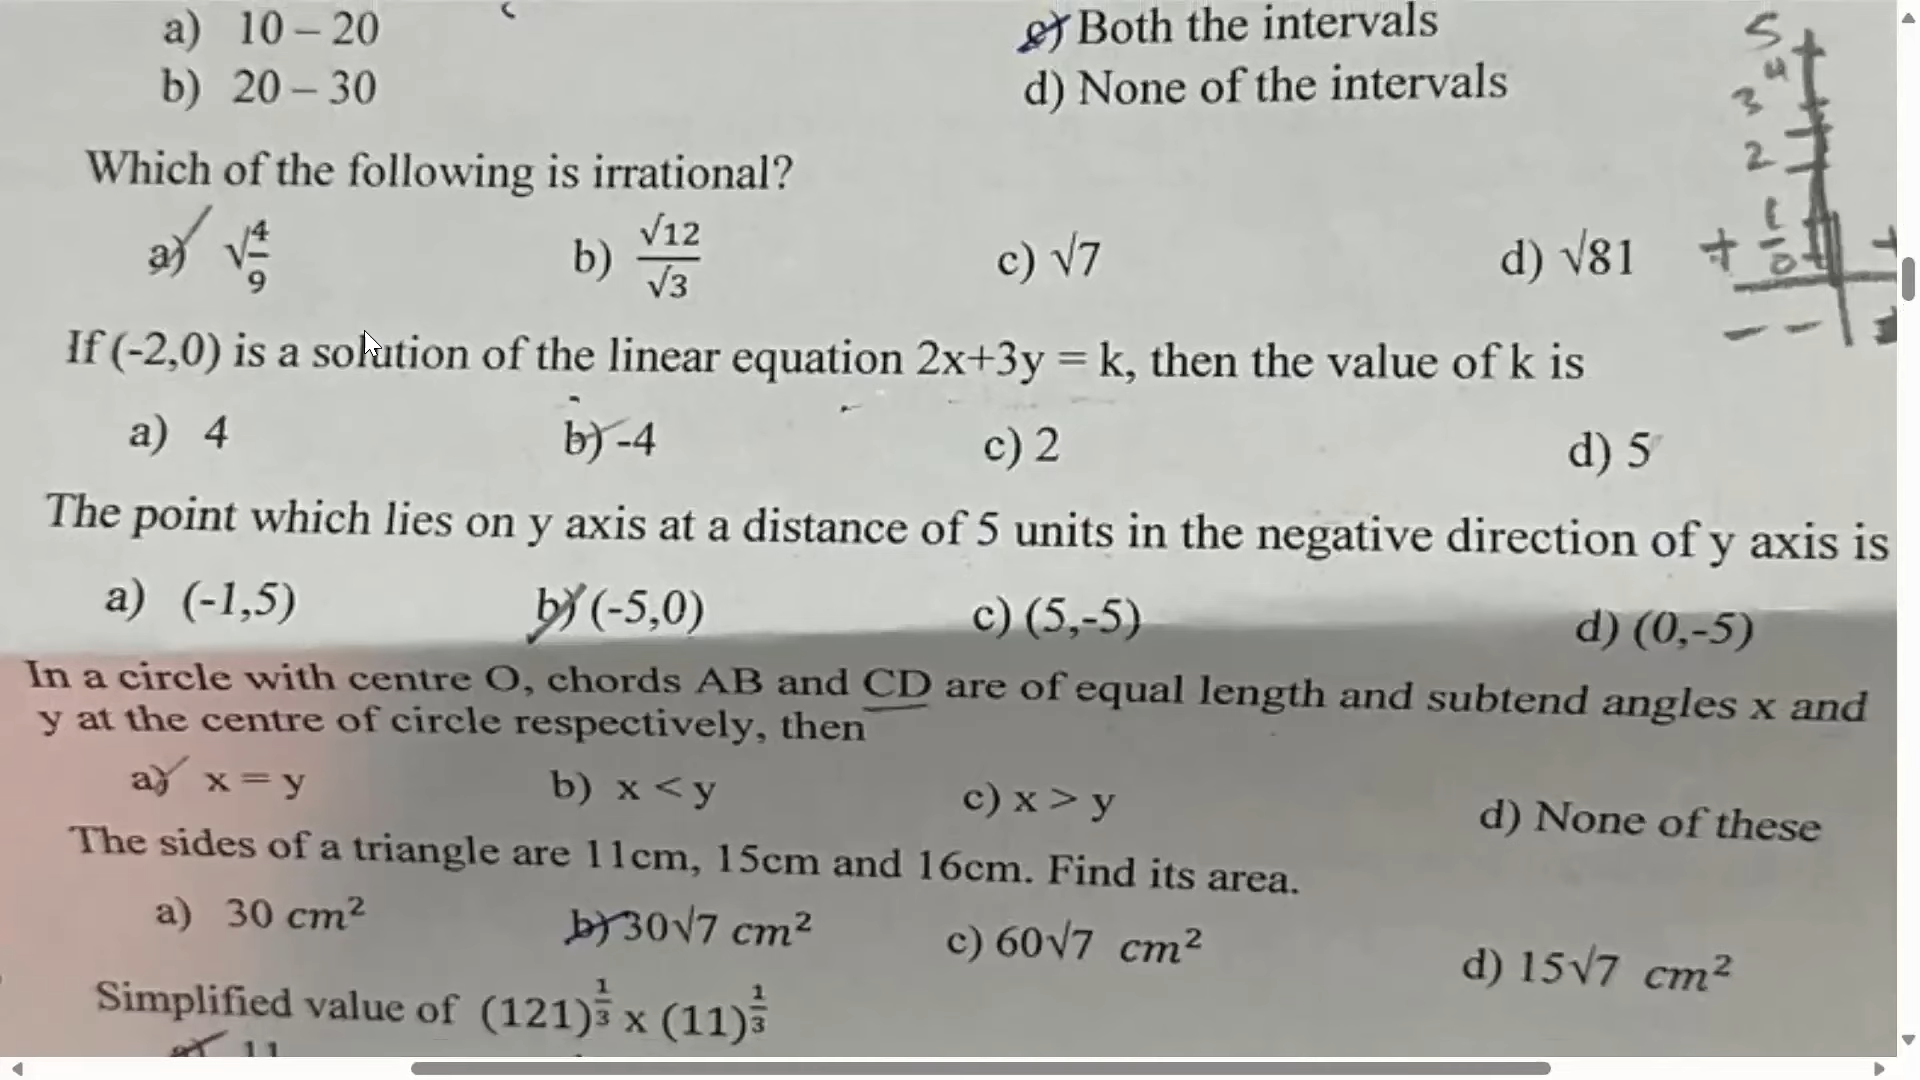 a) 10 – 20
c) Both the intervals
b) 20 – 30
d) None of the intervals
Which of the following is irrational?
a) √4/9 b) √12/√3 c) √7 d) √81
If (-2,0) is a solution of the linear equation 2x+3y = k, then the value of k is
a) 4 b) -4 c) 2 d) 5
The point which lies on y axis at a distance of 5 units in the negative direction of y axis is
a) (-1,5) b) (-5,0) c) (5,-5) d) (0,-5)
In a circle with centre O, chords AB and CD are of equal length and subtend angles x and
y at the centre of circle respectively, then
a) x = y b) x < y c) x > y d) None of these
The sides of a triangle are 11cm, 15cm and 16cm. Find its area.
a) 30 cm² b) 30√7 cm² c) 60√7 cm² d) 15√7 cm²
Simplified value of (121)^1/3 x (11)^1/3
5
4
3
2
1
0